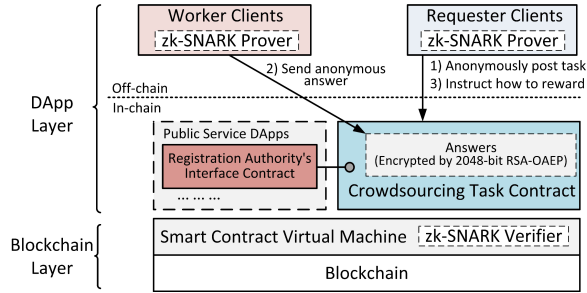 Worker Clients
zk-SNARK Prover
Requester Clients
zk-SNARK Prover
2) Send anonymous
answer
1) Anonymously post task
3) Instruct how to reward
Off-chain
In-chain
DApp
Layer
Public Service DApps
Registration Authority's
Interface Contract
... ... ...
Answers
(Encrypted by 2048-bit RSA-OAEP)
Crowdsourcing Task Contract
Blockchain
Layer
Smart Contract Virtual Machine
zk-SNARK Verifier
Blockchain